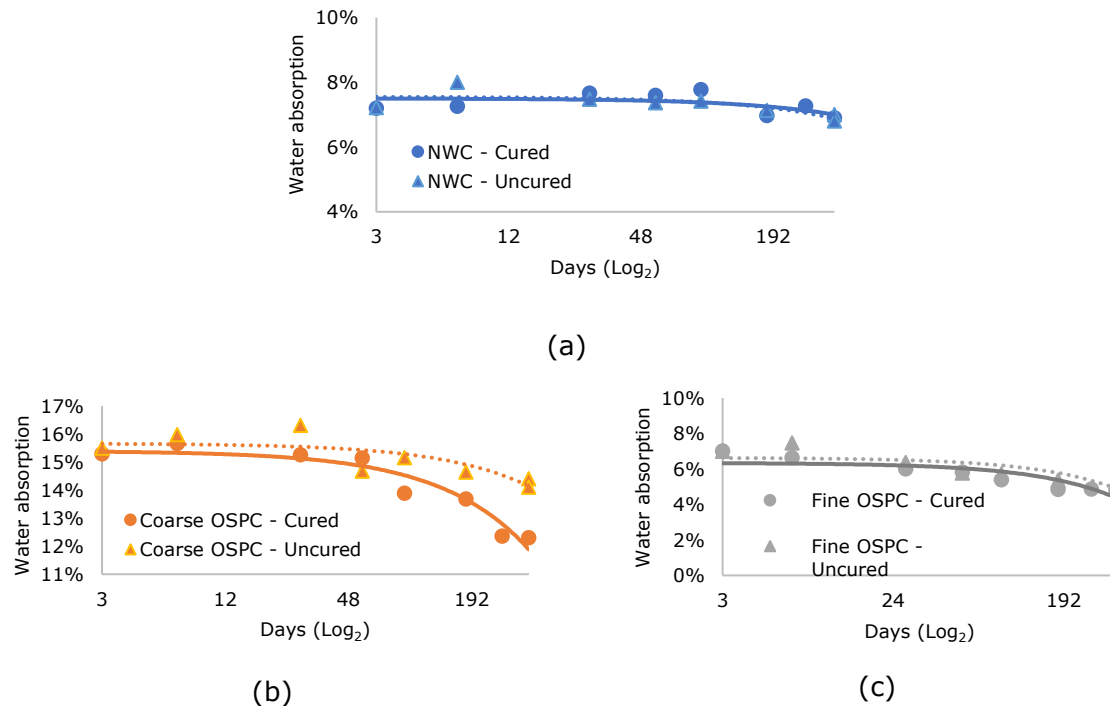 10%
8%
6%
4%
Water absorption
NWC - Cured
NWC - Uncured
3 12 48 192
Days (Log₂)
(a)
17%
16%
15%
14%
13%
12%
11%
Water absorption
Coarse OSPC - Cured
Coarse OSPC - Uncured
3 12 48 192
Days (Log₂)
(b)
10%
8%
6%
4%
2%
0%
Water absorption
Fine OSPC - Cured
Fine OSPC -
Uncured
3 24 192
Days (Log₂)
(c)